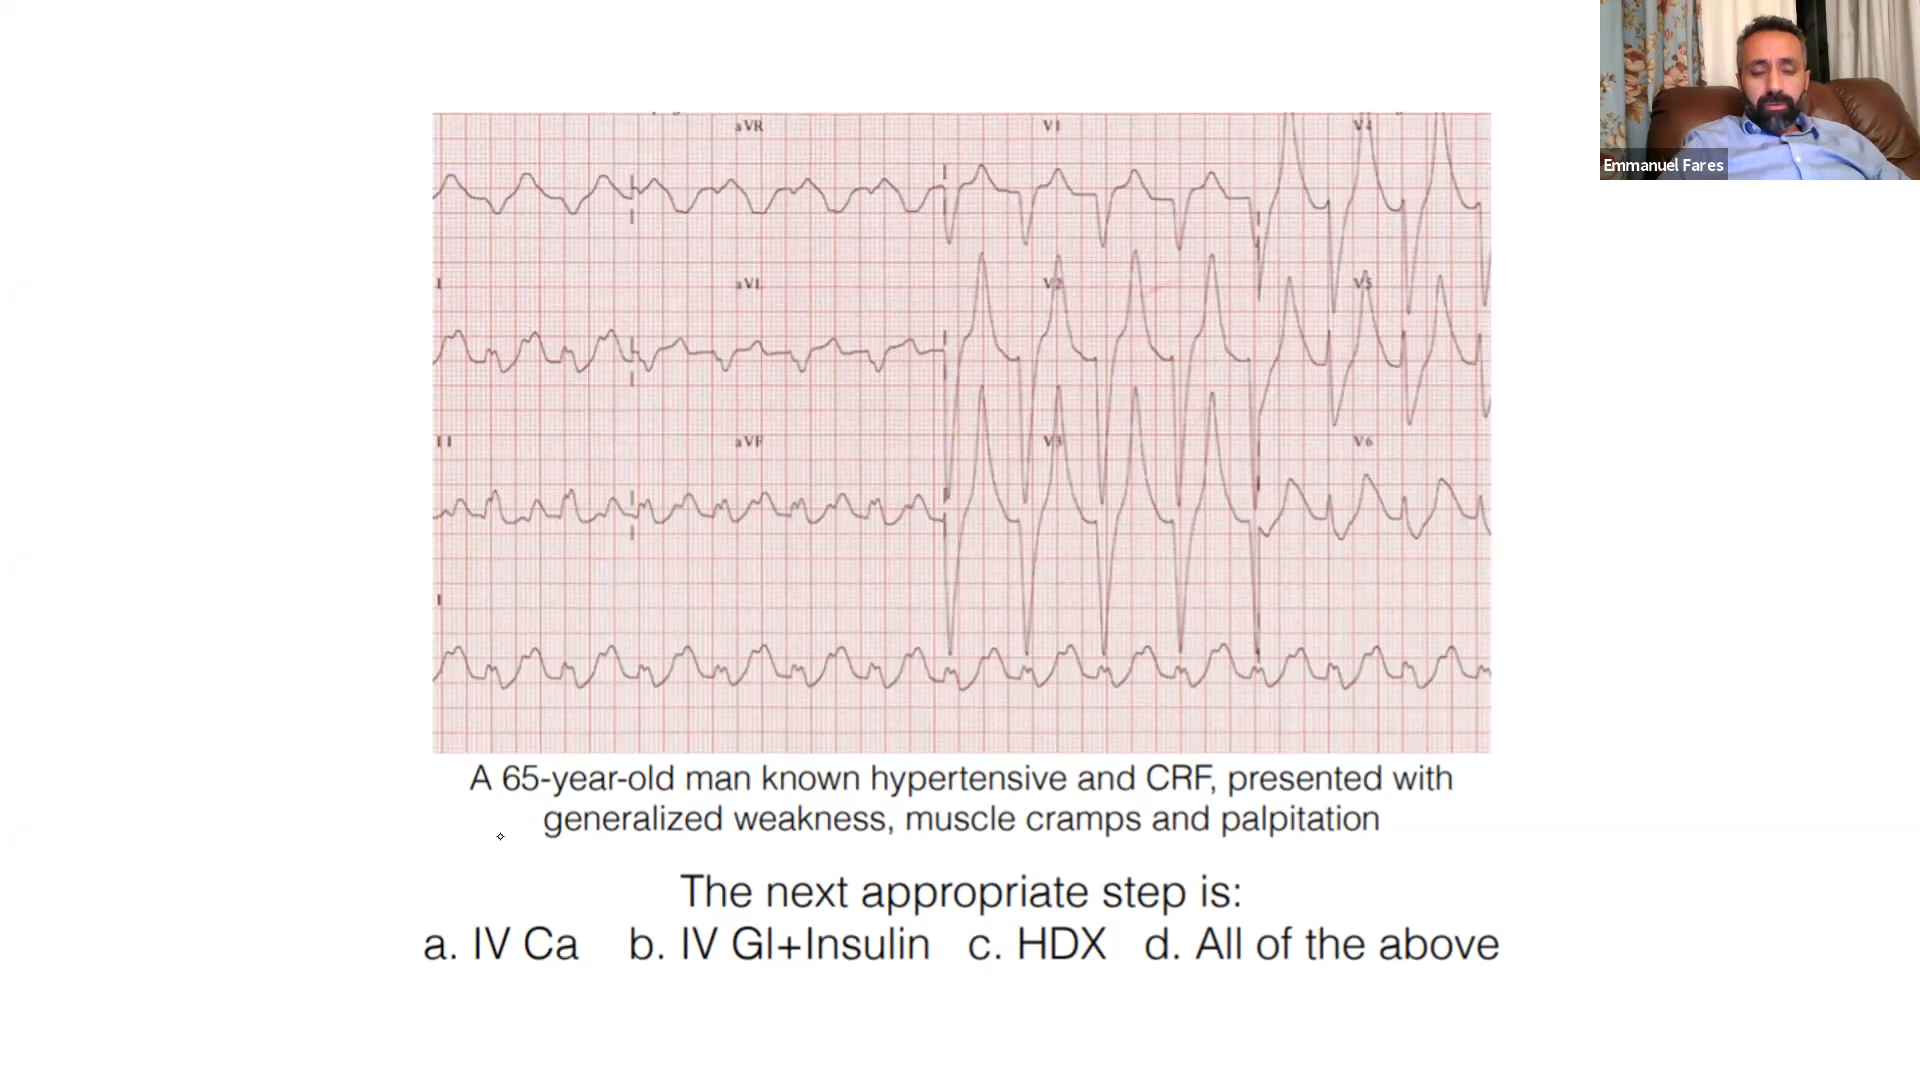 aVR V1 V4
Emmanuel Fares
I aVL V2 V5
II aVF V3 V6
I
A 65-year-old man known hypertensive and CRF, presented with
generalized weakness, muscle cramps and palpitation
The next appropriate step is:
a. IV Ca b. IV Gl+Insulin c. HDX d. All of the above